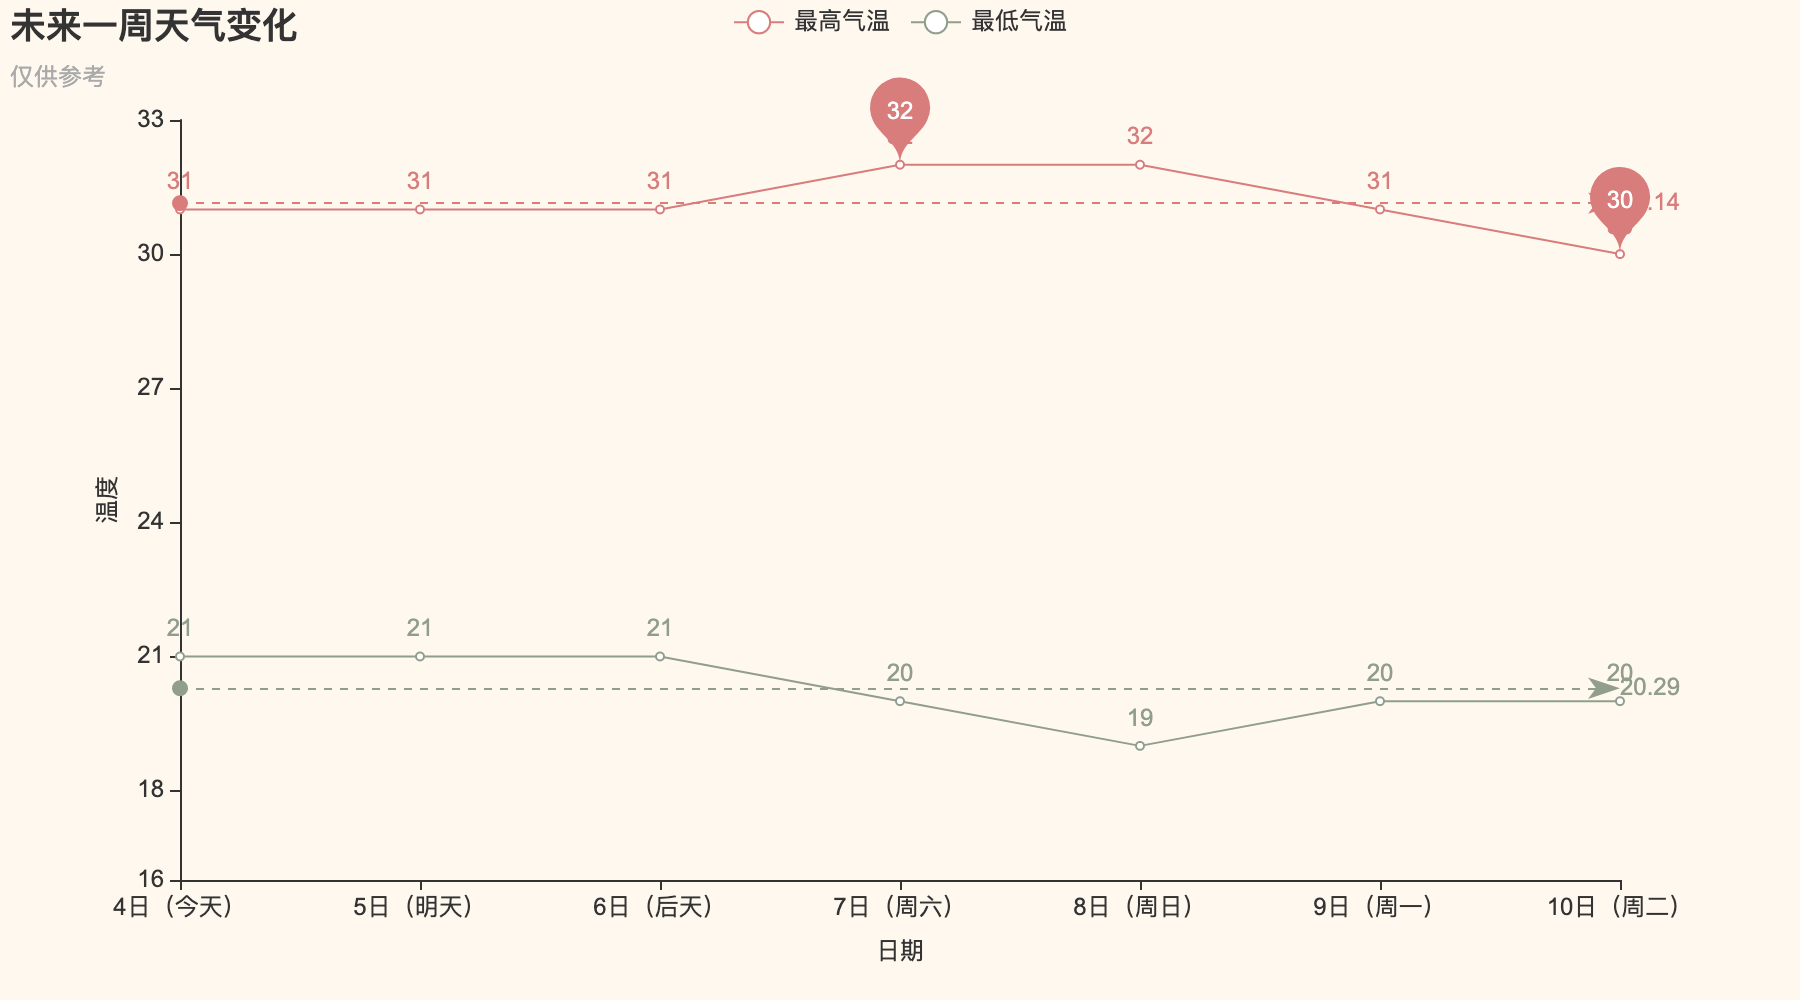 未来一周天气变化
仅供参考
最高气温
最低气温
33
30
27
24
21
18
16
温度
31
31
31
32
32
31
30
.14
21
21
21
20
19
20
20
20.29
4日（今天）
5日（明天）
6日（后天）
7日（周六）
8日（周日）
9日（周一）
10日（周二）
日期